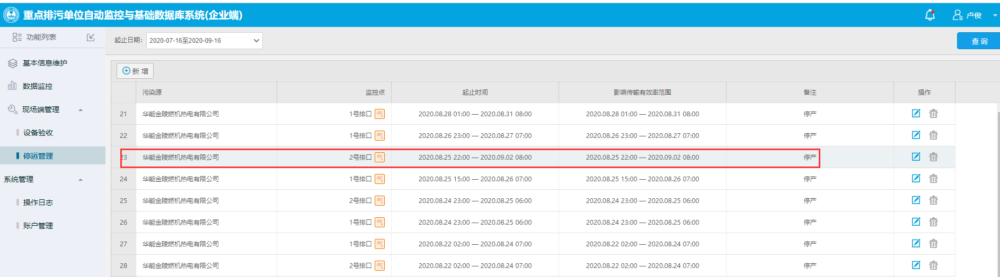 重点排污单位自动监控与基础数据库系统(企业端)
卢俊
功能列表
起止日期：
2020-07-16至2020-09-16
查 询
基本信息维护
数据监控
现场端管理
设备验收
停运管理
系统管理
操作日志
账户管理
新 增
污染源 监控点 起止时间 影响传输有效率范围 备注 操作
21 华能金陵燃机热电有限公司 1号排口 气 2020.08.28 01:00 — 2020.08.31 08:00 2020.08.28 01:00 — 2020.08.31 08:00 停产
22 华能金陵燃机热电有限公司 1号排口 气 2020.08.26 23:00 — 2020.08.27 07:00 2020.08.26 23:00 — 2020.08.27 07:00 停产
23 华能金陵燃机热电有限公司 2号排口 气 2020.08.25 22:00 — 2020.09.02 08:00 2020.08.25 22:00 — 2020.09.02 08:00 停产
24 华能金陵燃机热电有限公司 1号排口 气 2020.08.25 15:00 — 2020.08.26 07:00 2020.08.25 15:00 — 2020.08.26 07:00 停产
25 华能金陵燃机热电有限公司 2号排口 气 2020.08.24 23:00 — 2020.08.25 06:00 2020.08.24 23:00 — 2020.08.25 06:00 停产
26 华能金陵燃机热电有限公司 1号排口 气 2020.08.24 23:00 — 2020.08.25 06:00 2020.08.24 23:00 — 2020.08.25 06:00 停产
27 华能金陵燃机热电有限公司 1号排口 气 2020.08.22 02:00 — 2020.08.24 07:00 2020.08.22 02:00 — 2020.08.24 07:00 停产
28 华能金陵燃机热电有限公司 2号排口 气 2020.08.22 02:00 — 2020.08.24 07:00 2020.08.22 02:00 — 2020.08.24 07:00 停产